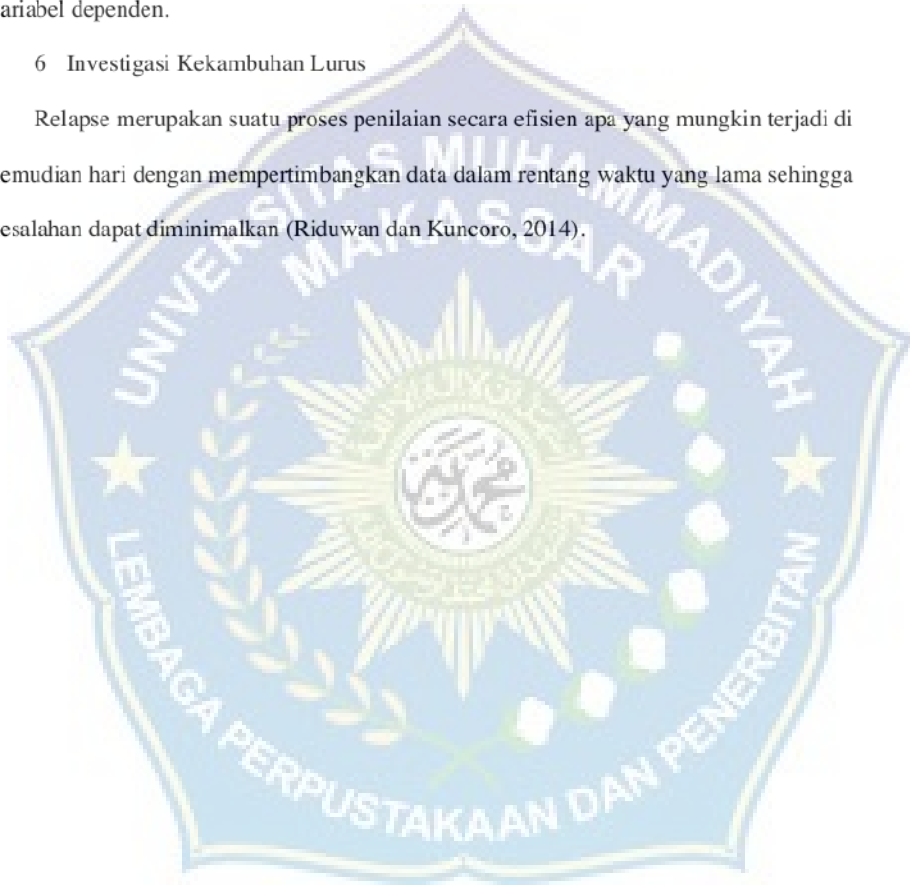 ariabel dependen.
6 Investigasi Kekambuhan Lurus
Relapse merupakan suatu proses penilaian secara efisien apa yang mungkin terjadi di
emudian hari dengan mempertimbangkan data dalam rentang waktu yang lama sehingga
esalahan dapat diminimalkan (Riduwan dan Kuncoro, 2014).
UNIVERSITAS MUHAMMADIYAH
MAKASSAR
محمدية
LEMBAGA PERPUSTAKAAN DAN PENERBITAN